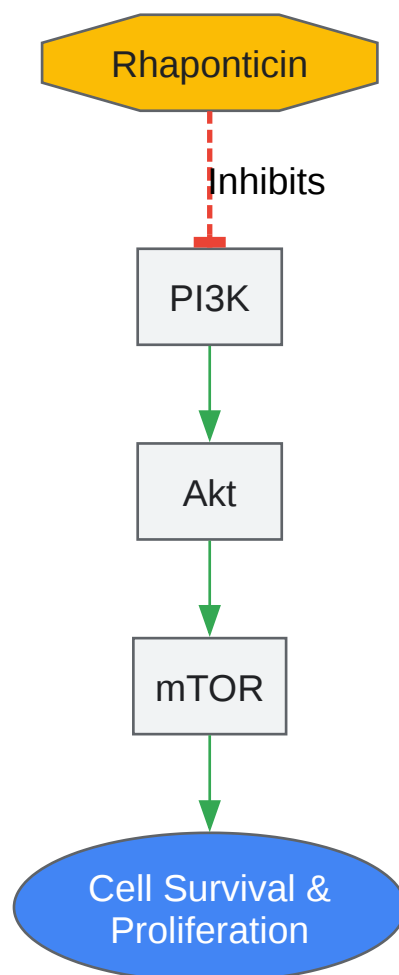 Rhaponticin
Inhibits
PI3K
Akt
mTOR
Cell Survival &
Proliferation